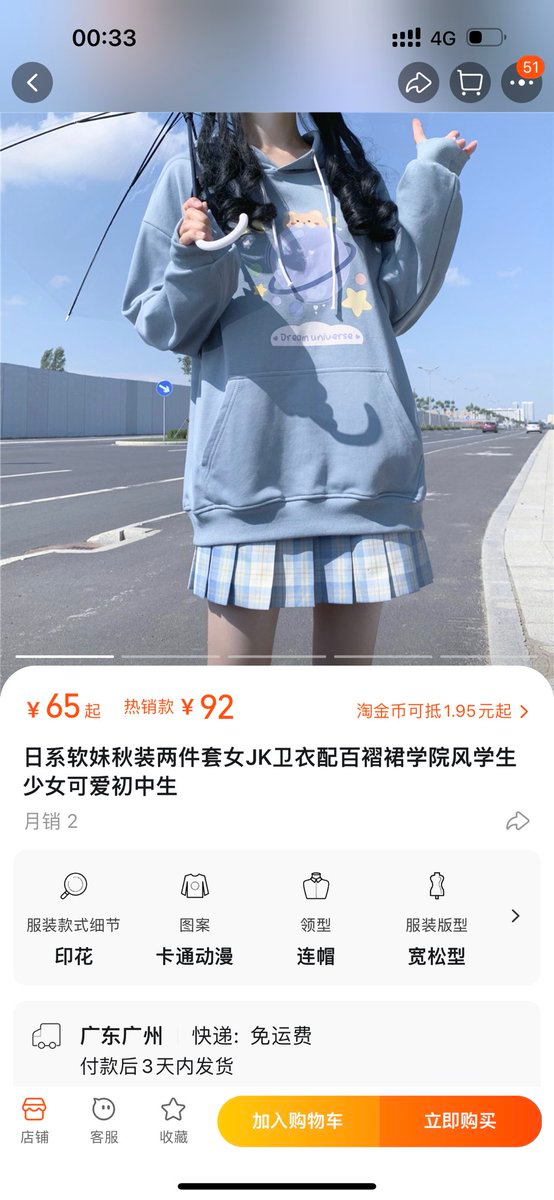 00:33
4G
51
Dream universe
¥65起 热销款 ¥92 淘金币可抵1.95元起
日系软妹秋装两件套女JK卫衣配百褶裙学院风学生
少女可爱初中生
月销 2
服装款式细节 图案 领型 服装版型
印花 卡通动漫 连帽 宽松型
广东广州 快递: 免运费
付款后3天内发货
店铺 客服 收藏 加入购物车 立即购买